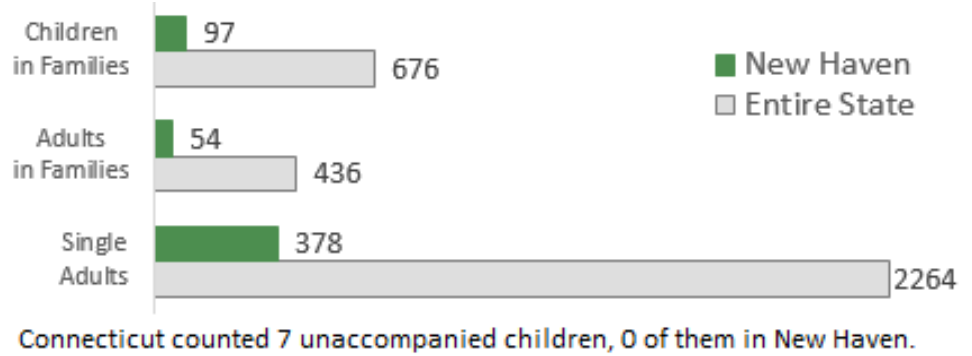 Children
in Families
97
676
New Haven
Entire State
Adults
in Families
54
436
Single
Adults
378
2264
Connecticut counted 7 unaccompanied children, 0 of them in New Haven.